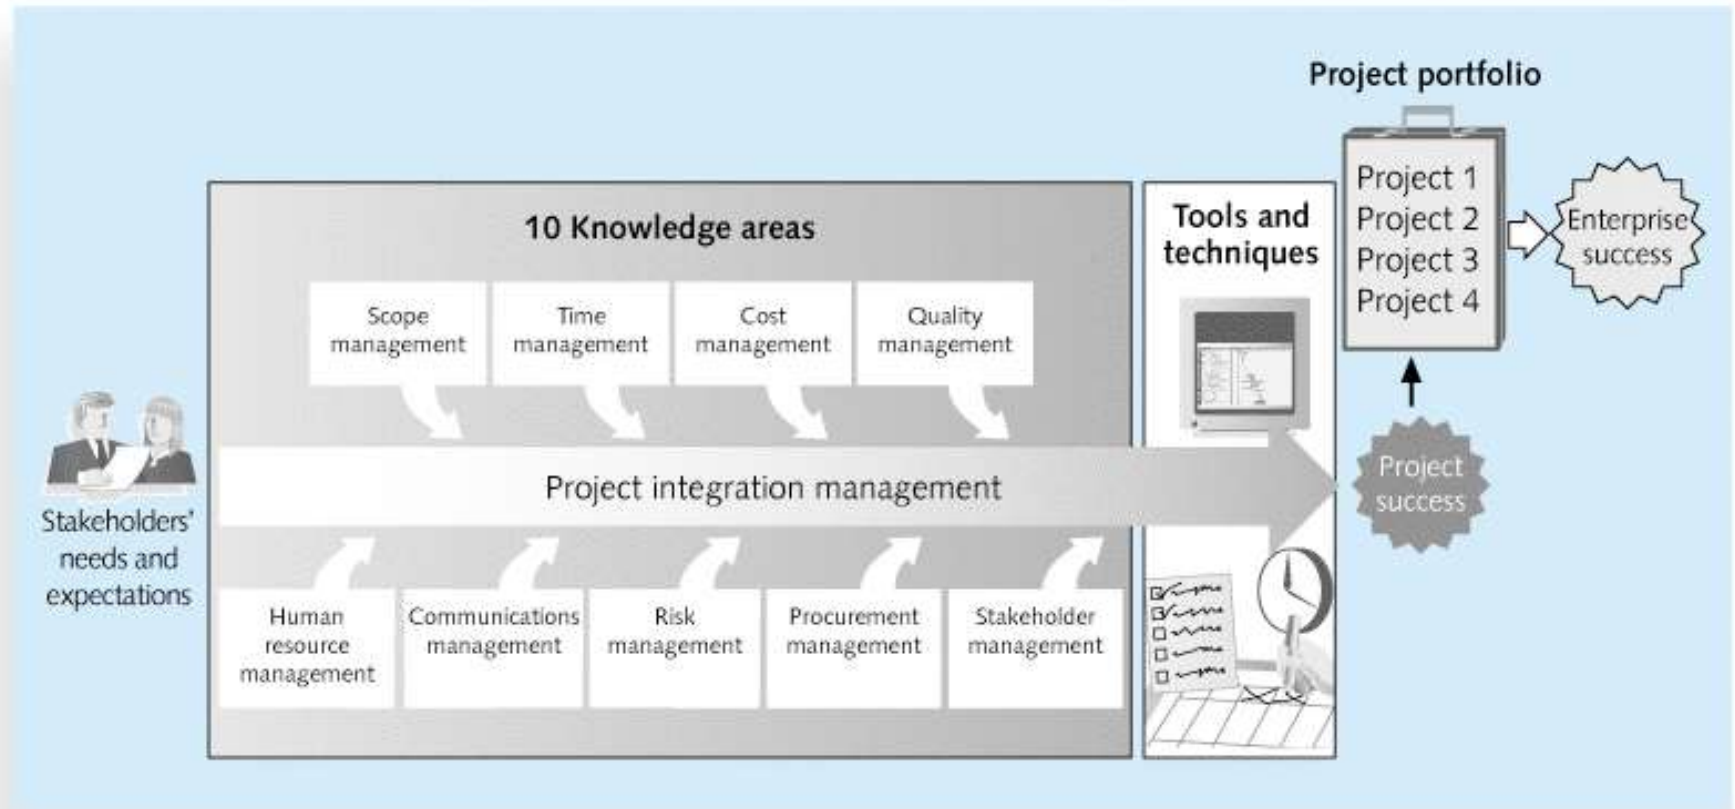 Project portfolio
Project 1
Project 2
Project 3
Project 4
Enterprise
success
10 Knowledge areas
Tools and
techniques
Scope
management
Time
management
Cost
management
Quality
management
Stakeholders'
needs and
expectations
Project integration management
Project
success
Human
resource
management
Communications
management
Risk
management
Procurement
management
Stakeholder
management